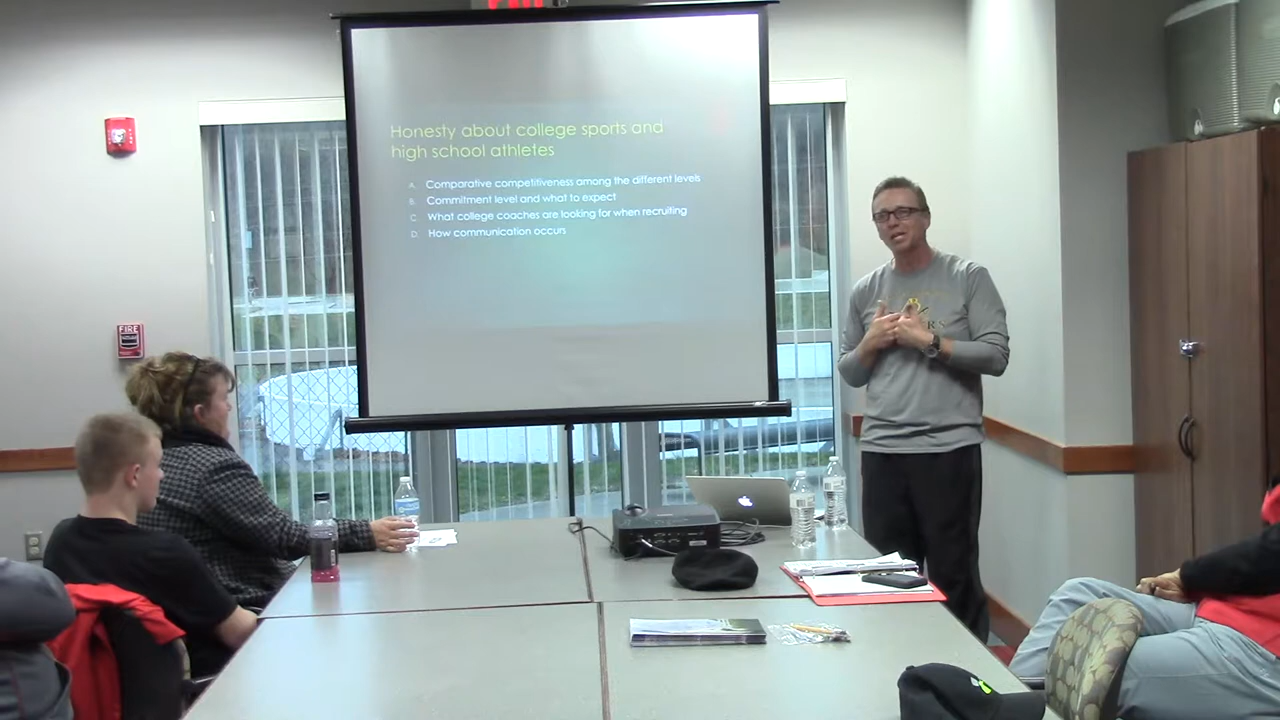 EXIT
Honesty about college sports and
high school athletes
A. Comparative competitiveness among the different levels
B. Commitment level and what to expect
C. What college coaches are looking for when recruiting
D. How communication occurs
FIRE